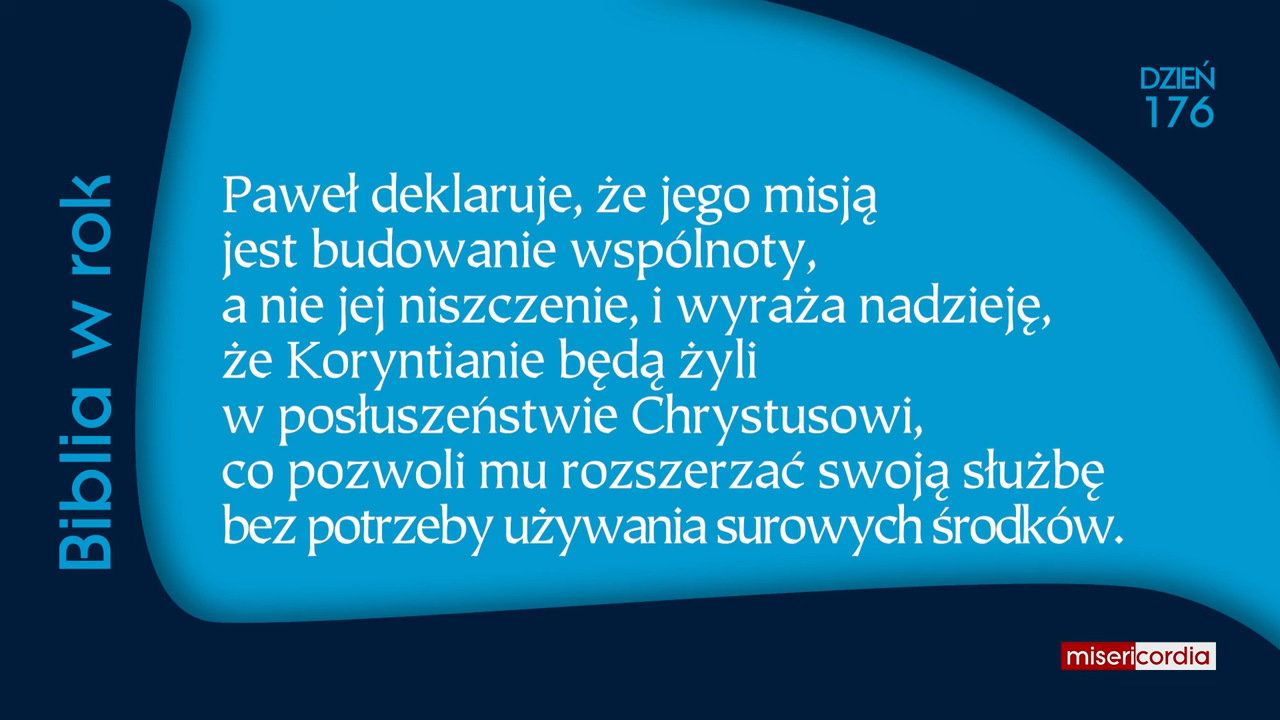 Biblia w rok
DZIEŃ
176
Paweł deklaruje, że jego misją
jest budowanie wspólnoty,
a nie jej niszczenie, i wyraża nadzieję,
że Koryntianie będą żyli
w posłuszeństwie Chrystusowi,
co pozwoli mu rozszerzać swoją służbę
bez potrzeby używania surowych środków.
misericordia